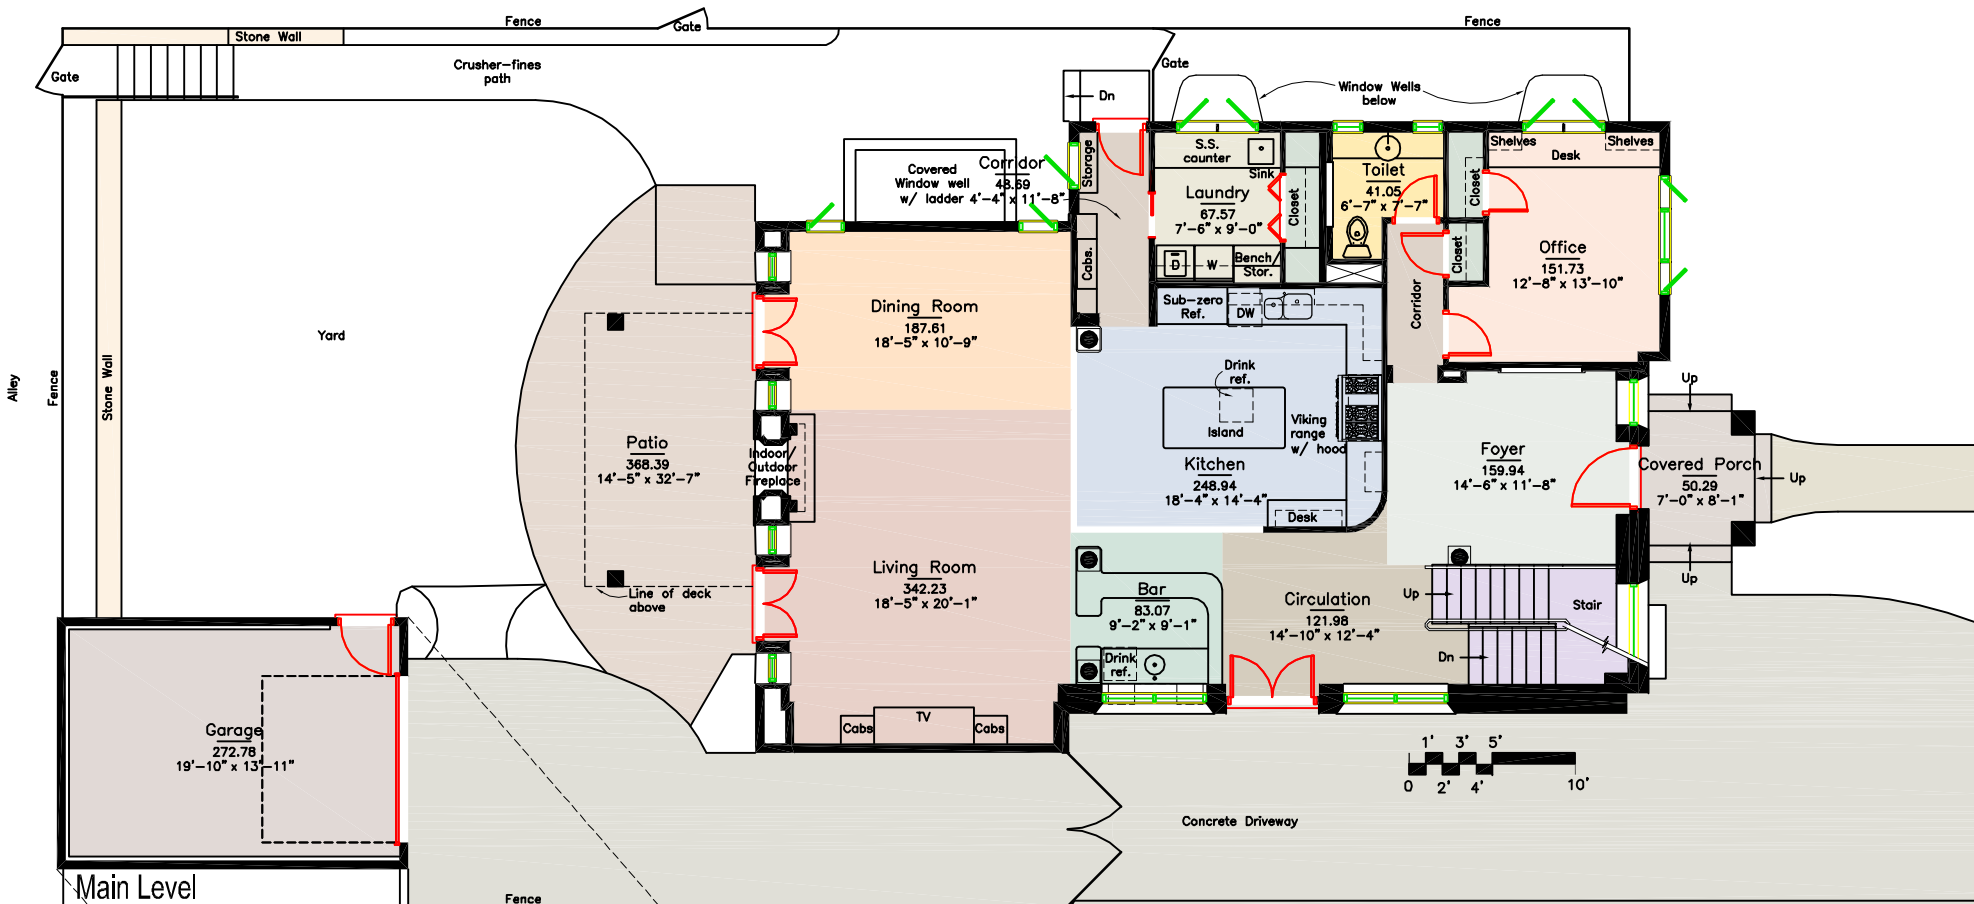 Fence
Gate
Fence
Stone Wall
Gate
Crusher-fines
path
Gate
Dn
Window Wells
below
Covered
Window well
w/ ladder
Corridor
48.69
4'-4" x 11'-8"
Storage
Cabs.
S.S.
counter
Sink
Laundry
67.57
7'-6" x 9'-0"
D
W
Bench/
Stor.
Closet
Toilet
41.05
6'-7" x 7'-7"
Closet
Closet
Shelves
Desk
Shelves
Office
151.73
12'-8" x 13'-10"
Corridor
Alley
Fence
Stone Wall
Yard
Dining Room
187.61
18'-5" x 10'-9"
Sub-zero
Ref.
DW
Drink
ref.
Island
Viking
range
w/ hood
Kitchen
248.94
18'-4" x 14'-4"
Desk
Patio
368.39
14'-5" x 32'-7"
Indoor/
Outdoor
Fireplace
Foyer
159.94
14'-6" x 11'-8"
Up
Covered Porch
50.29
7'-0" x 8'-1"
Up
Up
Line of deck
above
Living Room
342.23
18'-5" x 20'-1"
Bar
83.07
9'-2" x 9'-1"
Drink
ref.
Circulation
121.98
14'-10" x 12'-4"
Up
Stair
Dn
Cabs
TV
Cabs
Garage
272.78
19'-10" x 13'-11"
1' 3' 5'
0 2' 4' 10'
Concrete Driveway
Main Level
Fence